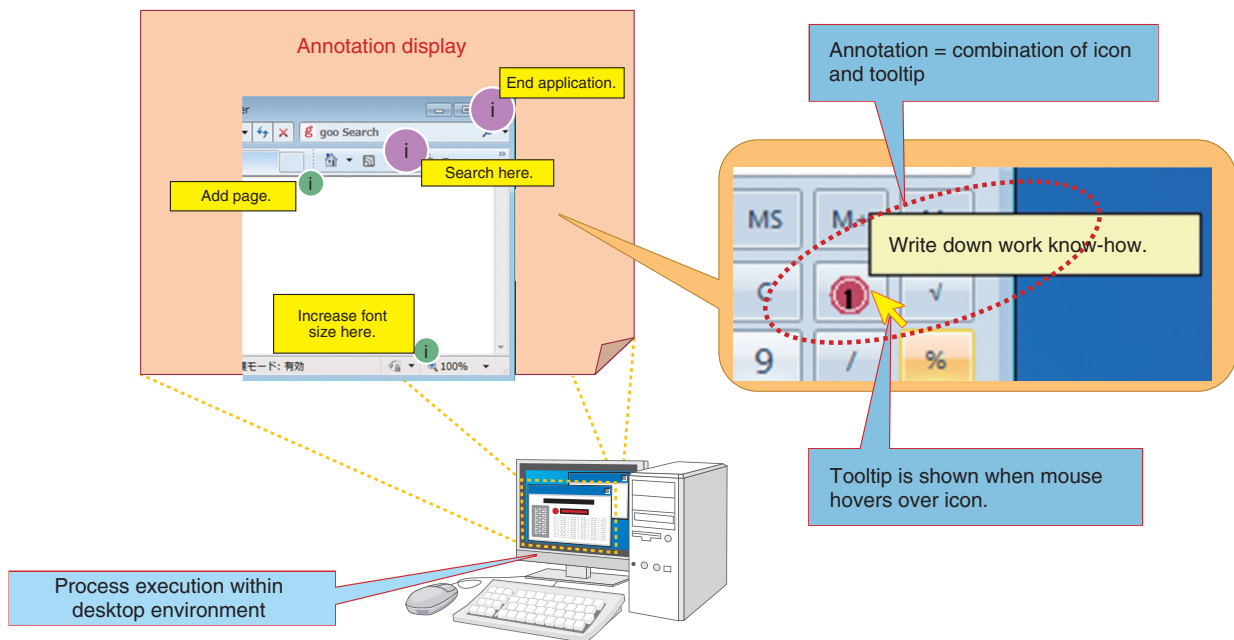 Annotation display
End application.
er
goo Search
Search here.
Add page.
Increase font
size here.
モード: 有効
100%
i
i
i
i
Annotation = combination of icon
and tooltip
MS
M+
Write down work know-how.
C
1
√
9
/
%
Tooltip is shown when mouse
hovers over icon.
Process execution within
desktop environment